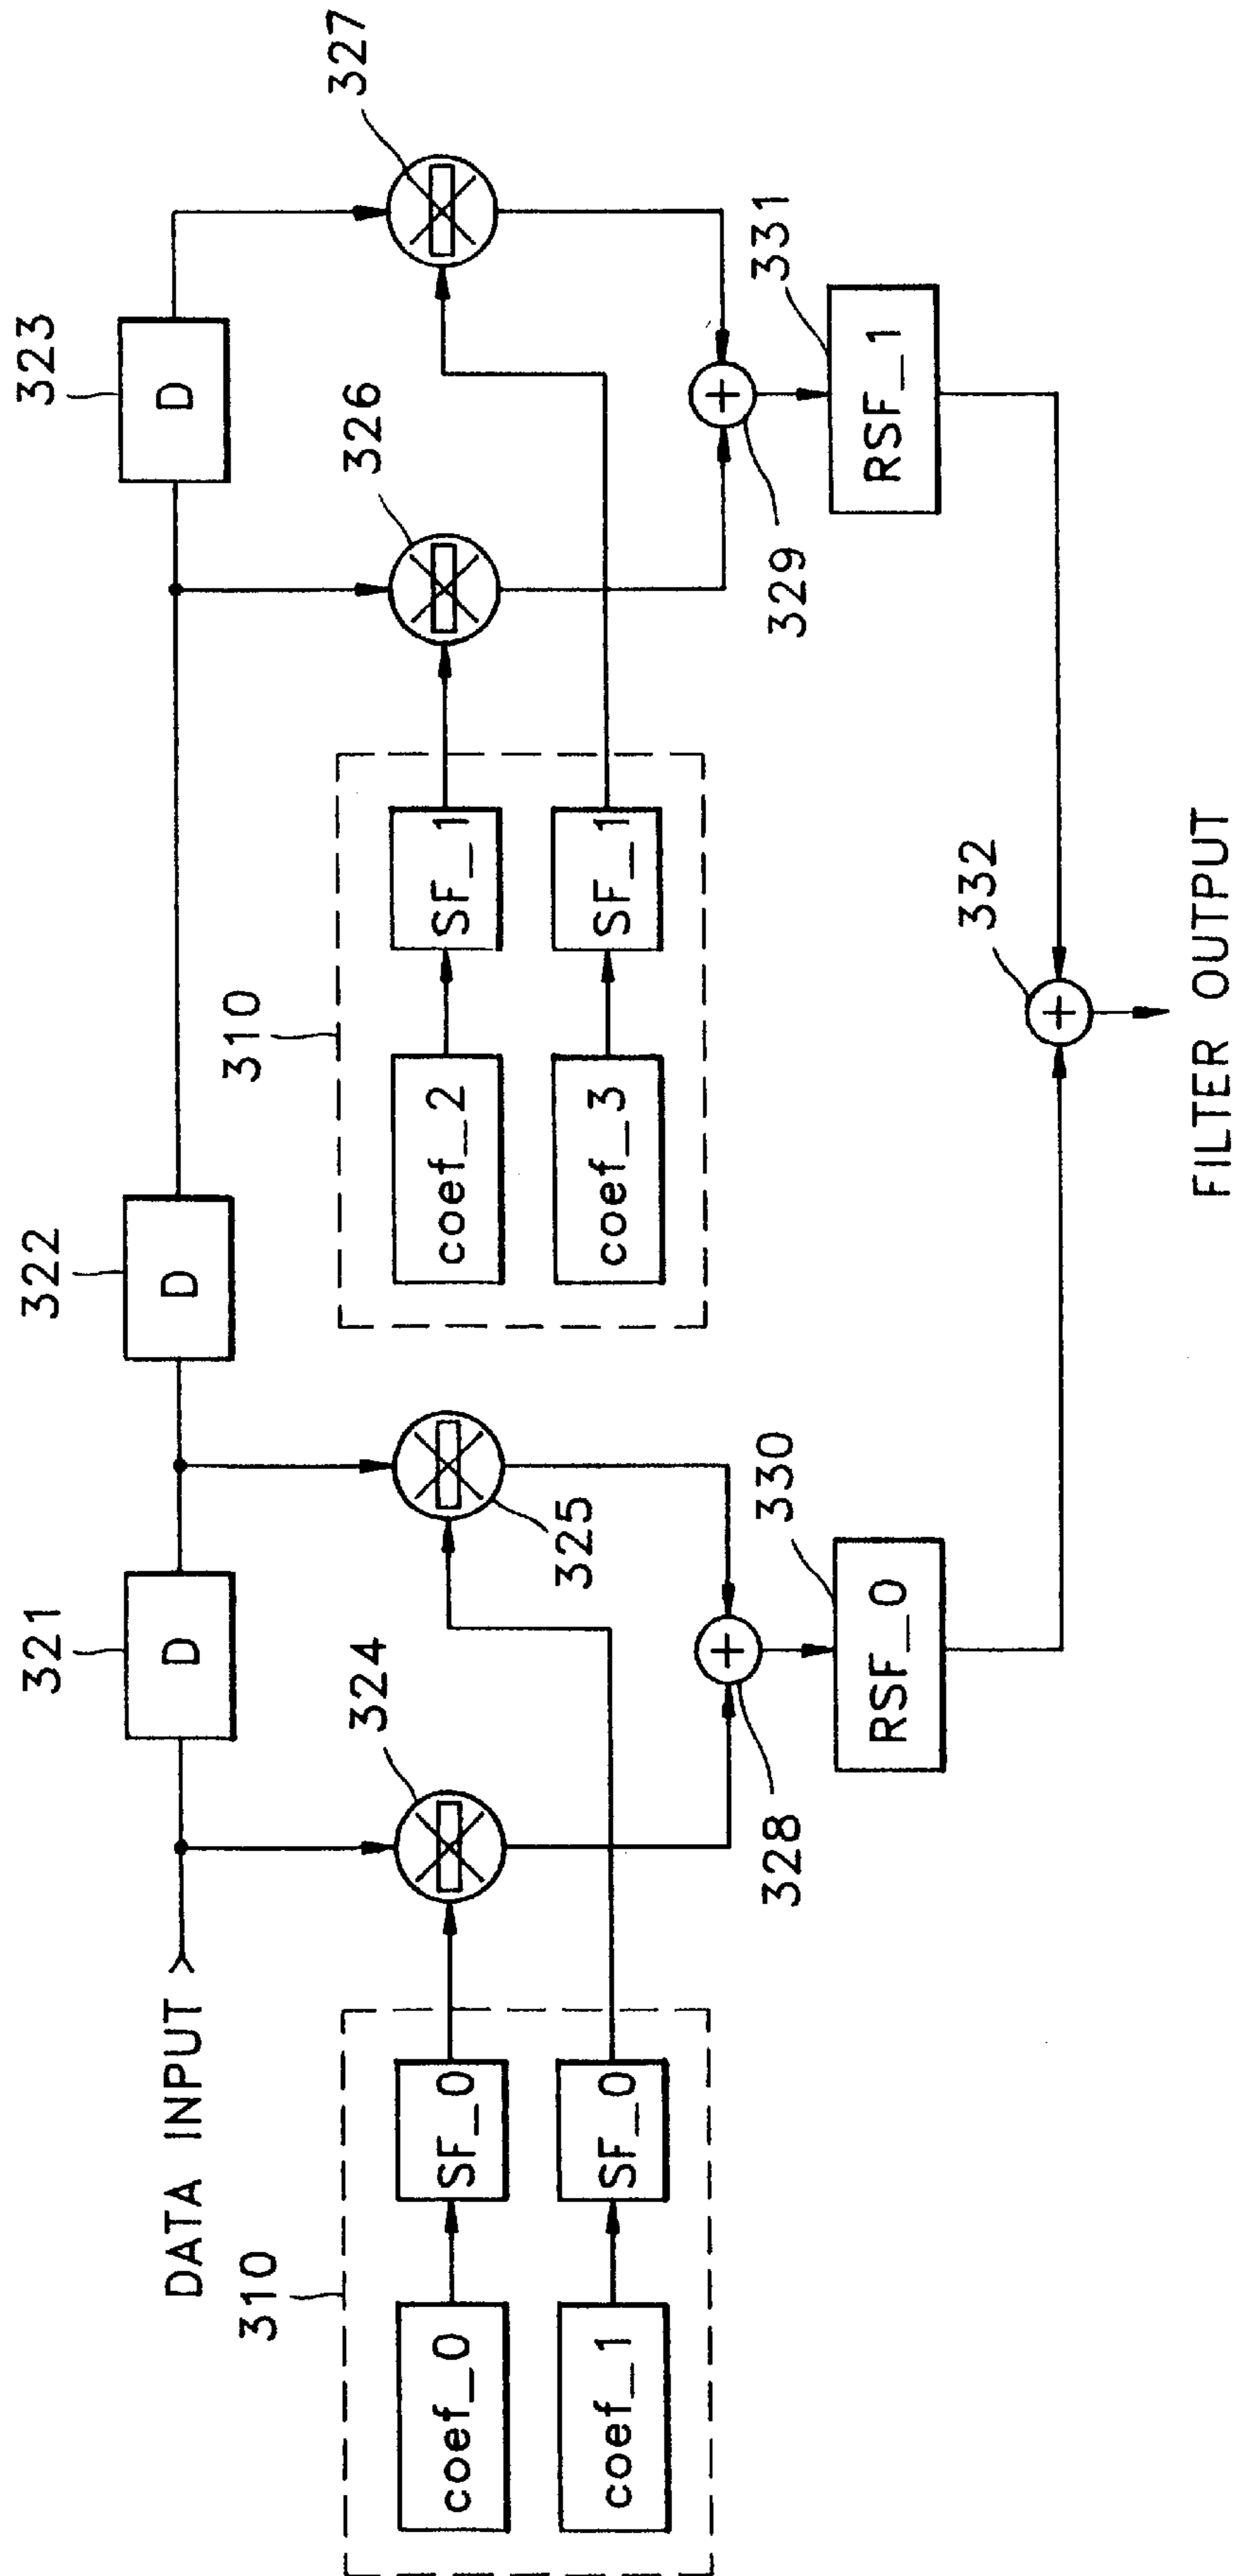 321
322
323
D
D
D
DATA INPUT
324
325
326
327
310
coef_0
SF_0
coef_1
SF_0
310
coef_2
SF_1
coef_3
SF_1
+
328
+
329
RSF_0
330
RSF_1
331
+
332
FILTER OUTPUT